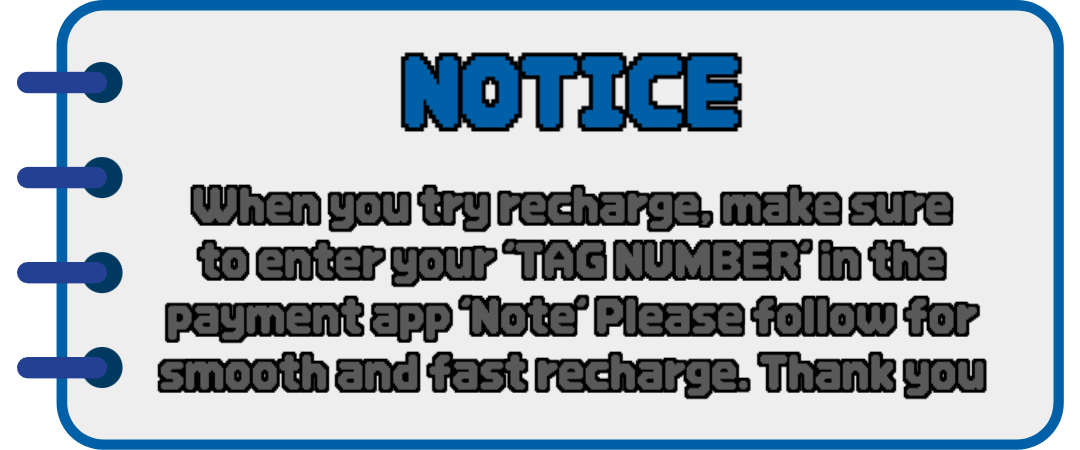 NOTICE
When you try recharge, make sure
to enter your ‘TAG NUMBER’ in the
payment app ‘Note’ Please follow for
smooth and fast recharge. Thank you